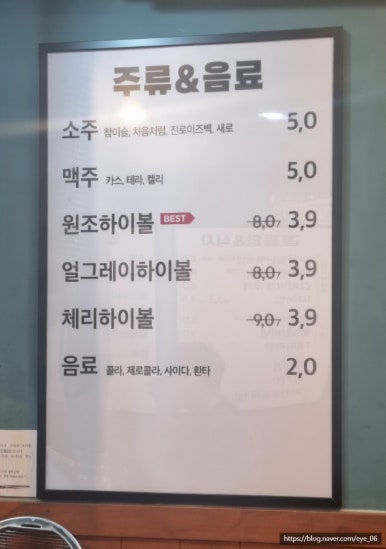 주류&음료
소주 참이슬, 처음처럼, 진로이즈백, 새로 5,0
맥주 카스, 테라, 켈리 5,0
원조하이볼 BEST 8,0 3,9
얼그레이하이볼 8,0 3,9
체리하이볼 9,0 3,9
음료 콜라, 제로콜라, 사이다, 환타 2,0
https://blog.naver.com/eye_06